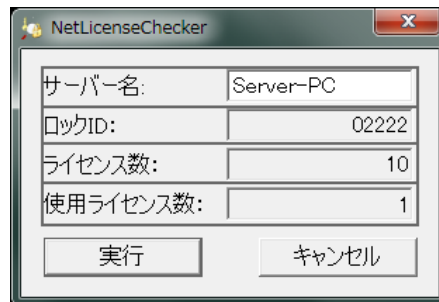 NetLicenseChecker
サーバー名: Server-PC
ロックID: 02222
ライセンス数: 10
使用ライセンス数: 1
実行 キャンセル